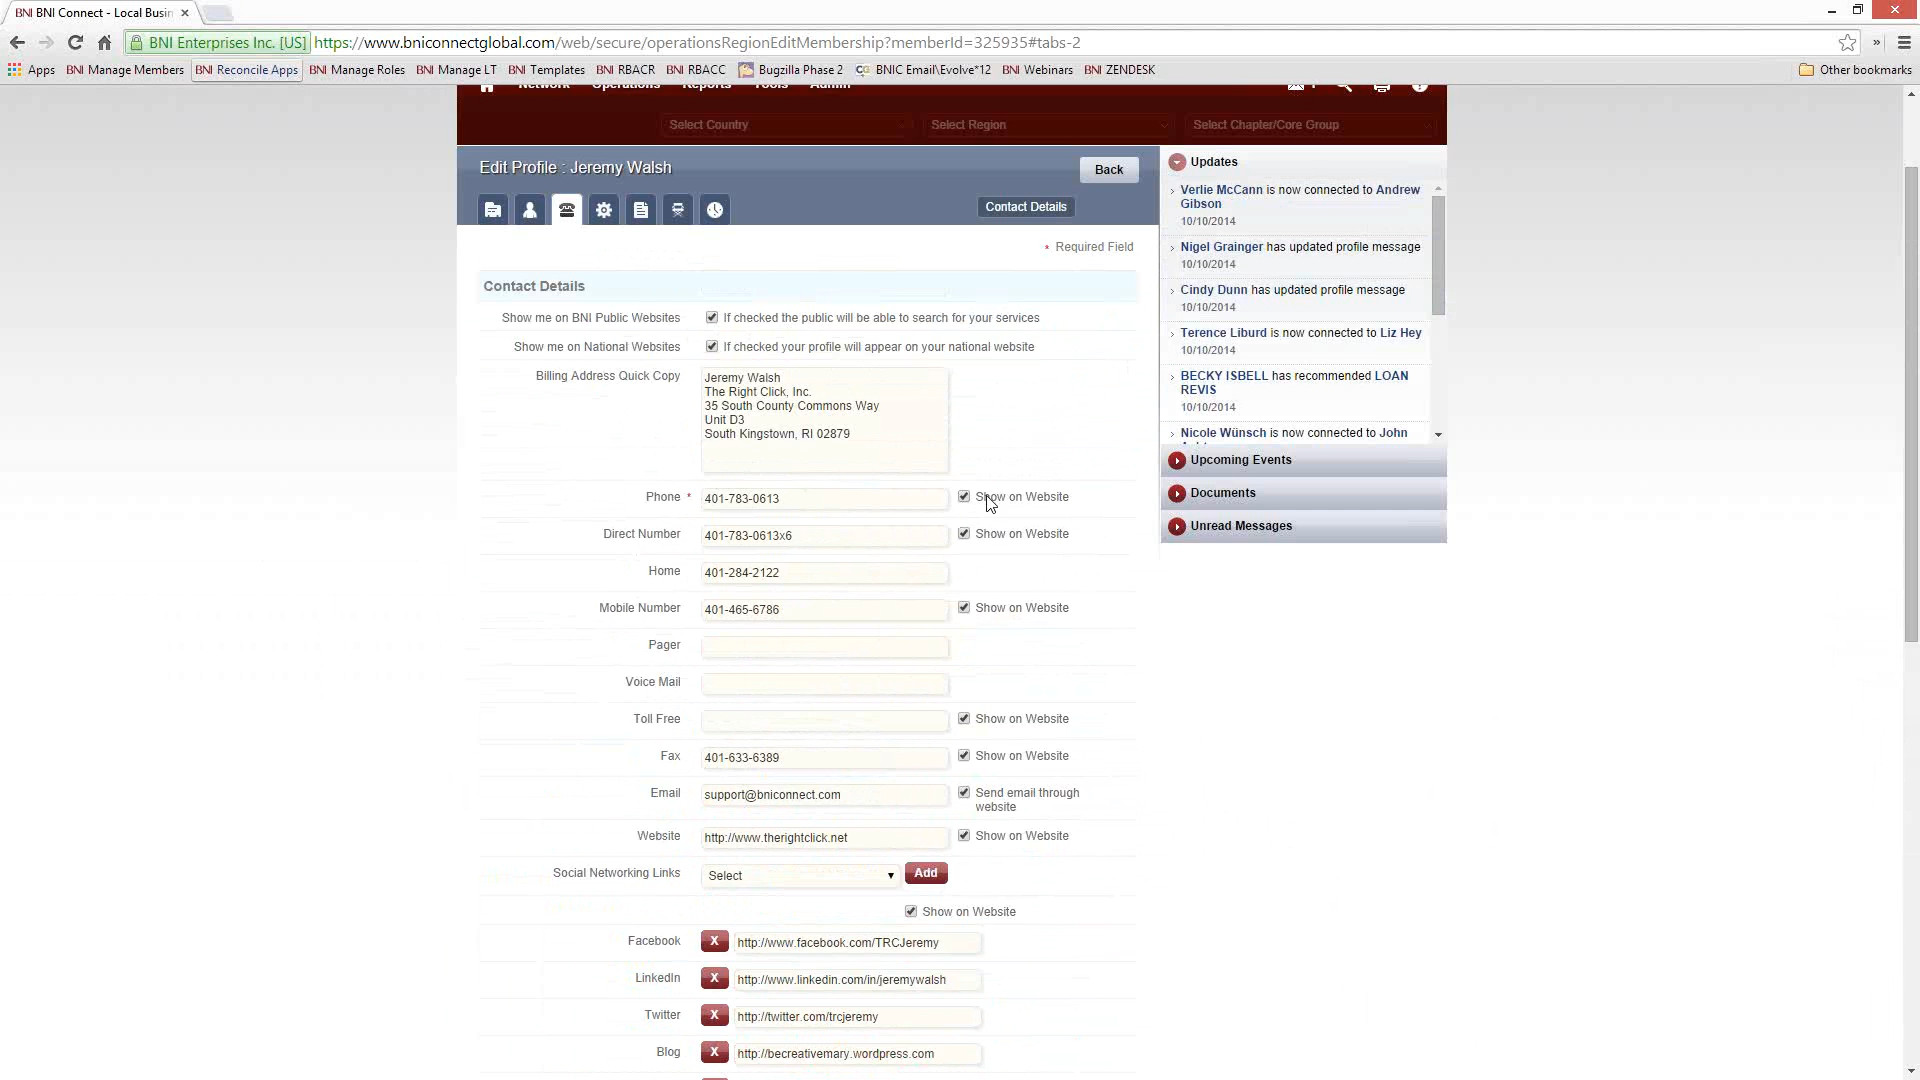 BNI BNI Connect - Local Busin
BNI Enterprises Inc. [US] https://www.bniconnectglobal.com/web/secure/operationsRegionEditMembership?memberId=325935#tabs-2
Apps BNI Manage Members BNI Reconcile Apps BNI Manage Roles BNI Manage LT BNI Templates BNI RBACR BNI RBACC Bugzilla Phase 2 BNIC Email\Evolve*12 BNI Webinars BNI ZENDESK Other bookmarks
Network Operations Reports Tools Admin
Select Country Select Region Select Chapter/Core Group
Edit Profile : Jeremy Walsh Back
Contact Details
* Required Field
Contact Details
Show me on BNI Public Websites If checked the public will be able to search for your services
Show me on National Websites If checked your profile will appear on your national website
Billing Address Quick Copy Jeremy Walsh
The Right Click, Inc.
35 South County Commons Way
Unit D3
South Kingstown, RI 02879
Phone * 401-783-0613 Show on Website
Direct Number 401-783-0613x6 Show on Website
Home 401-284-2122
Mobile Number 401-465-6786 Show on Website
Pager
Voice Mail
Toll Free Show on Website
Fax 401-633-6389 Show on Website
Email support@bniconnect.com Send email through
website
Website http://www.therightclick.net Show on Website
Social Networking Links Select Add
Show on Website
Facebook X http://www.facebook.com/TRCJeremy
LinkedIn X http://www.linkedin.com/in/jeremywalsh
Twitter X http://twitter.com/trcjeremy
Blog X http://becreativemary.wordpress.com
Updates
Verlie McCann is now connected to Andrew
Gibson
10/10/2014
Nigel Grainger has updated profile message
10/10/2014
Cindy Dunn has updated profile message
10/10/2014
Terence Liburd is now connected to Liz Hey
10/10/2014
BECKY ISBELL has recommended LOAN
REVIS
10/10/2014
Nicole Wünsch is now connected to John
Upcoming Events
Documents
Unread Messages